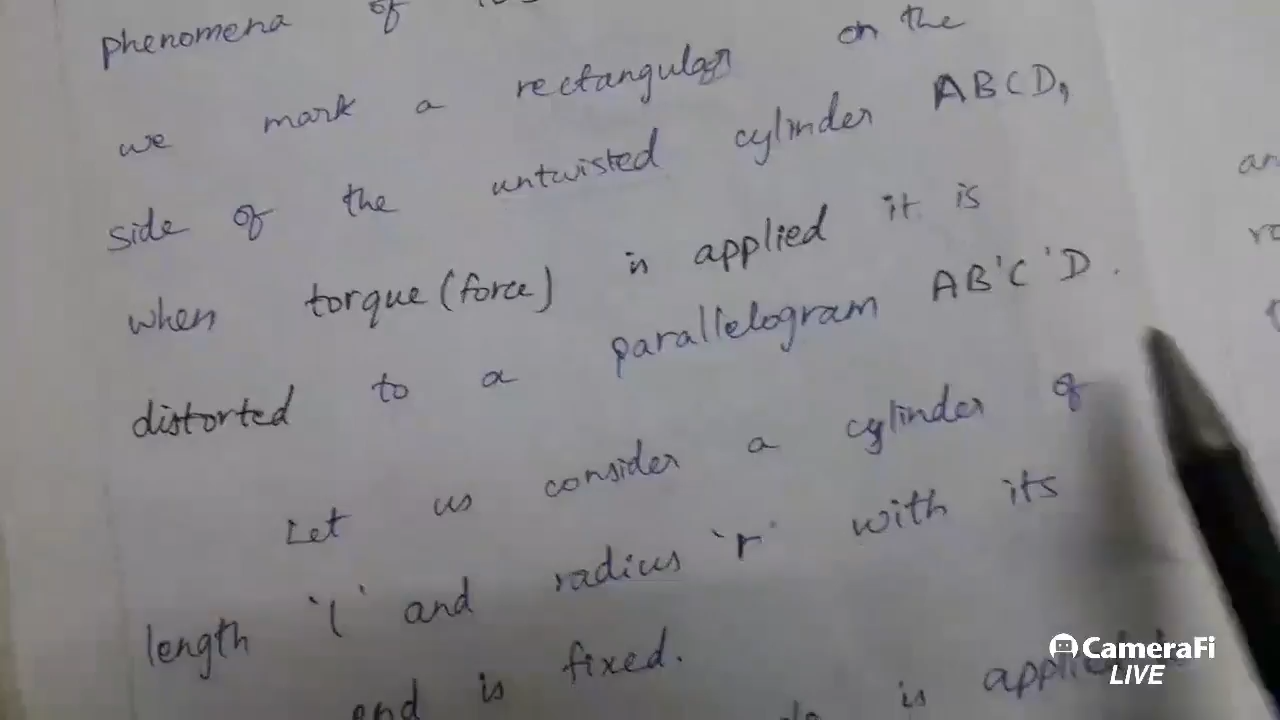 phenomena of
we mark a rectangular on the
side of the untwisted cylinder ABCD,
when torque (force) is applied it is
distorted to a parallelogram AB'C'D.
Let us consider a cylinder of
length 'l' and radius 'r' with its
end is fixed.
is applied
an
CameraFi
LIVE